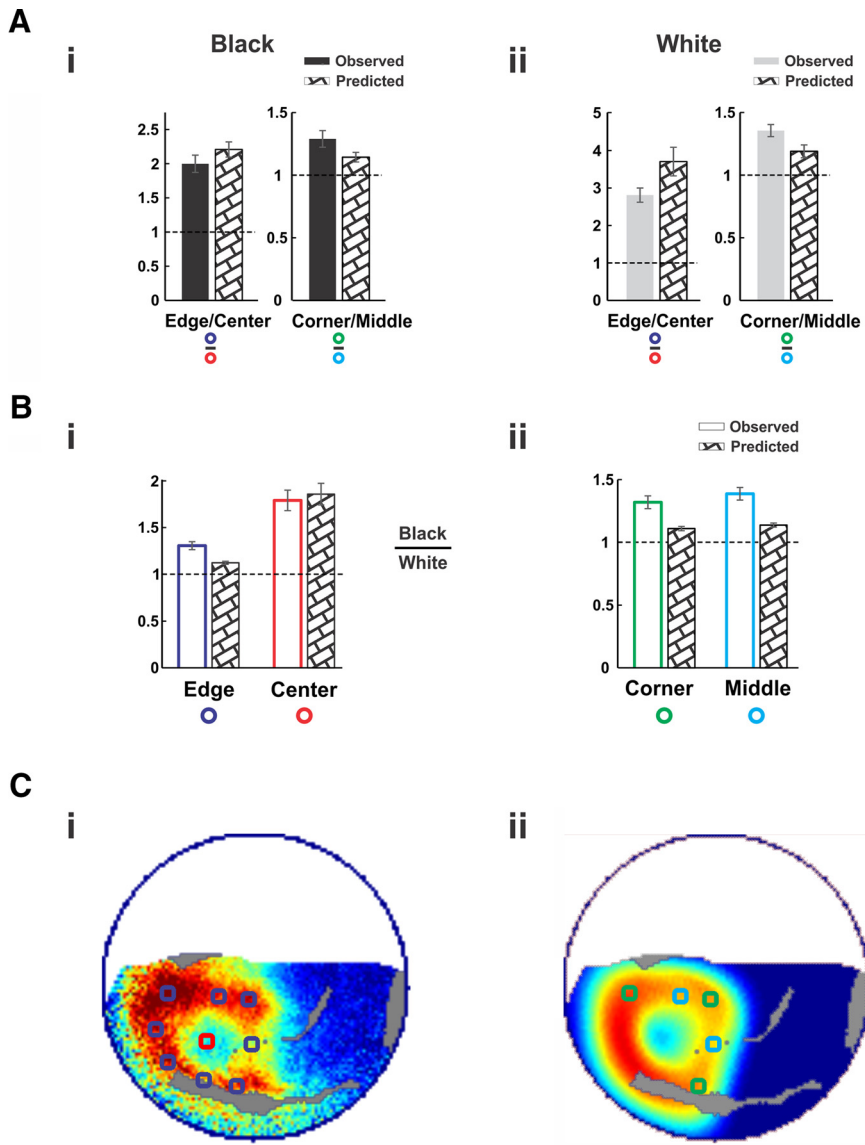 A
i
Black
Observed
Predicted
2.5
2
1.5
1
0.5
0
1.5
1
0.5
0
Edge/Center
Corner/Middle
ii
White
Observed
Predicted
5
4
3
2
1
0
1.5
1
0.5
0
Edge/Center
Corner/Middle
B
i
2
1.5
1
0.5
0
Edge
Center
Black
White
ii
Observed
Predicted
1.5
1
0.5
0
Corner
Middle
C
i
ii